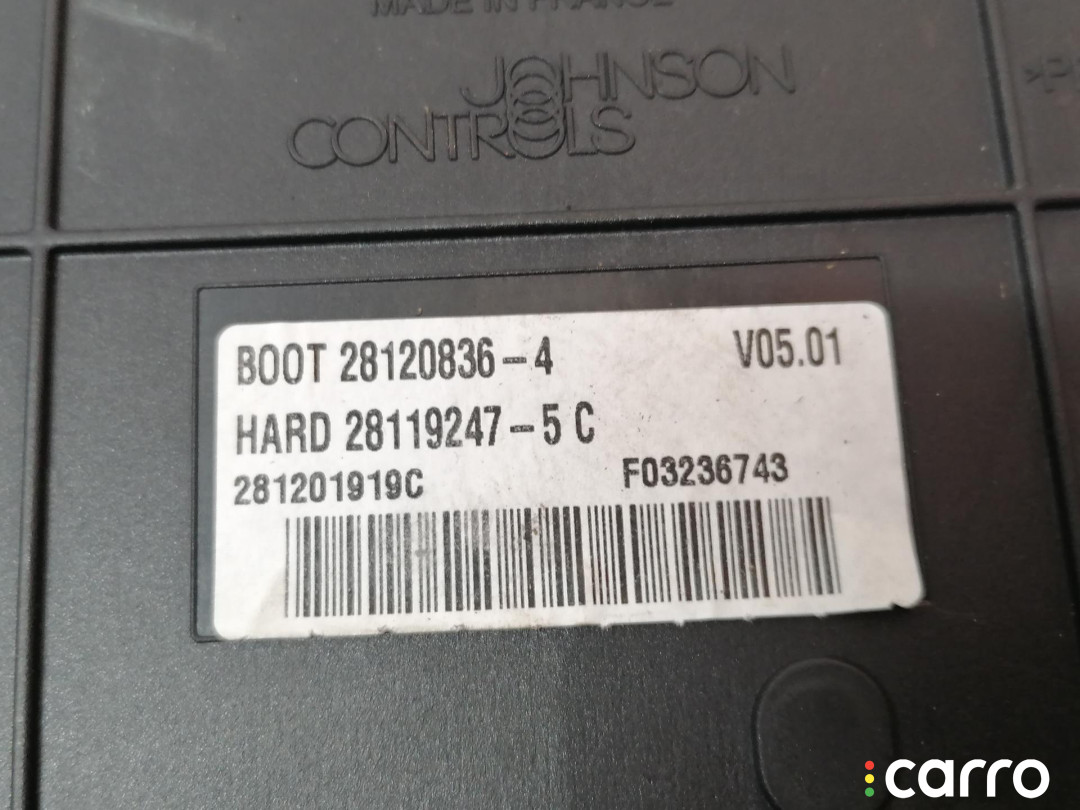 MADE IN FRANCE
JOHNSON
CONTROLS
BOOT 28120836-4 V05.01
HARD 28119247-5 C
281201919C F03236743
carro